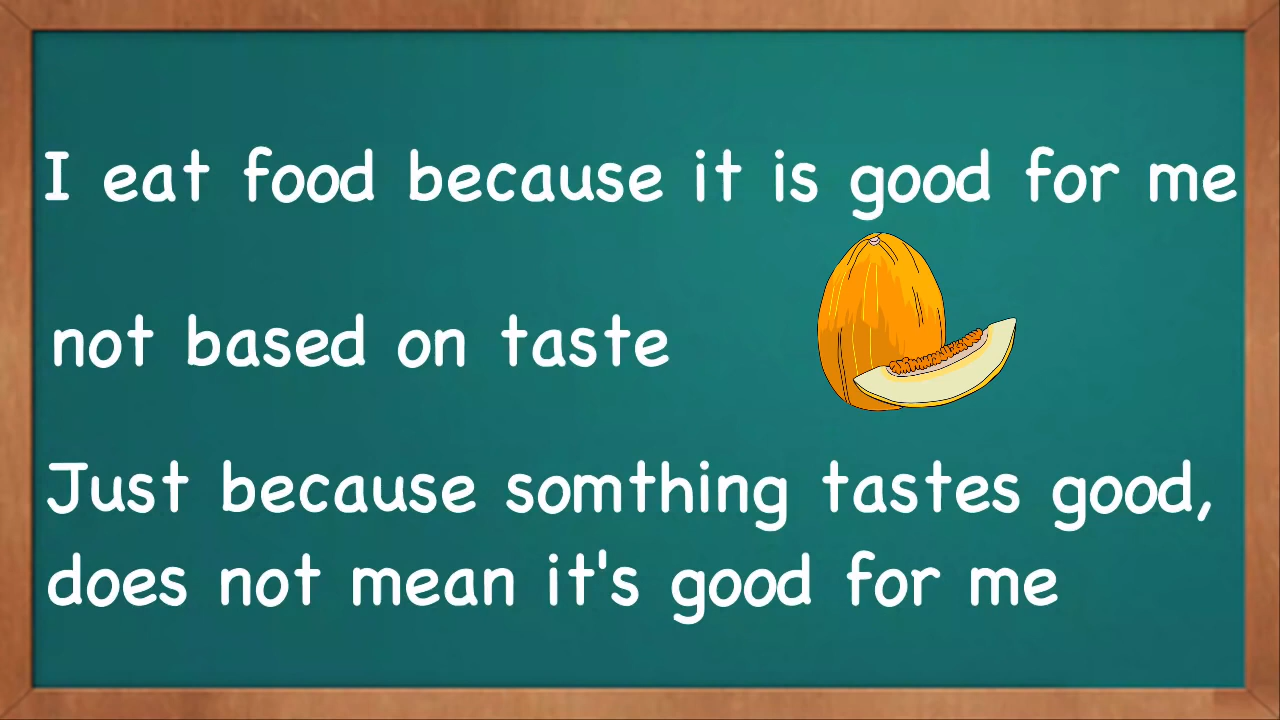 I eat food because it is good for me
not based on taste
Just because somthing tastes good,
does not mean it's good for me